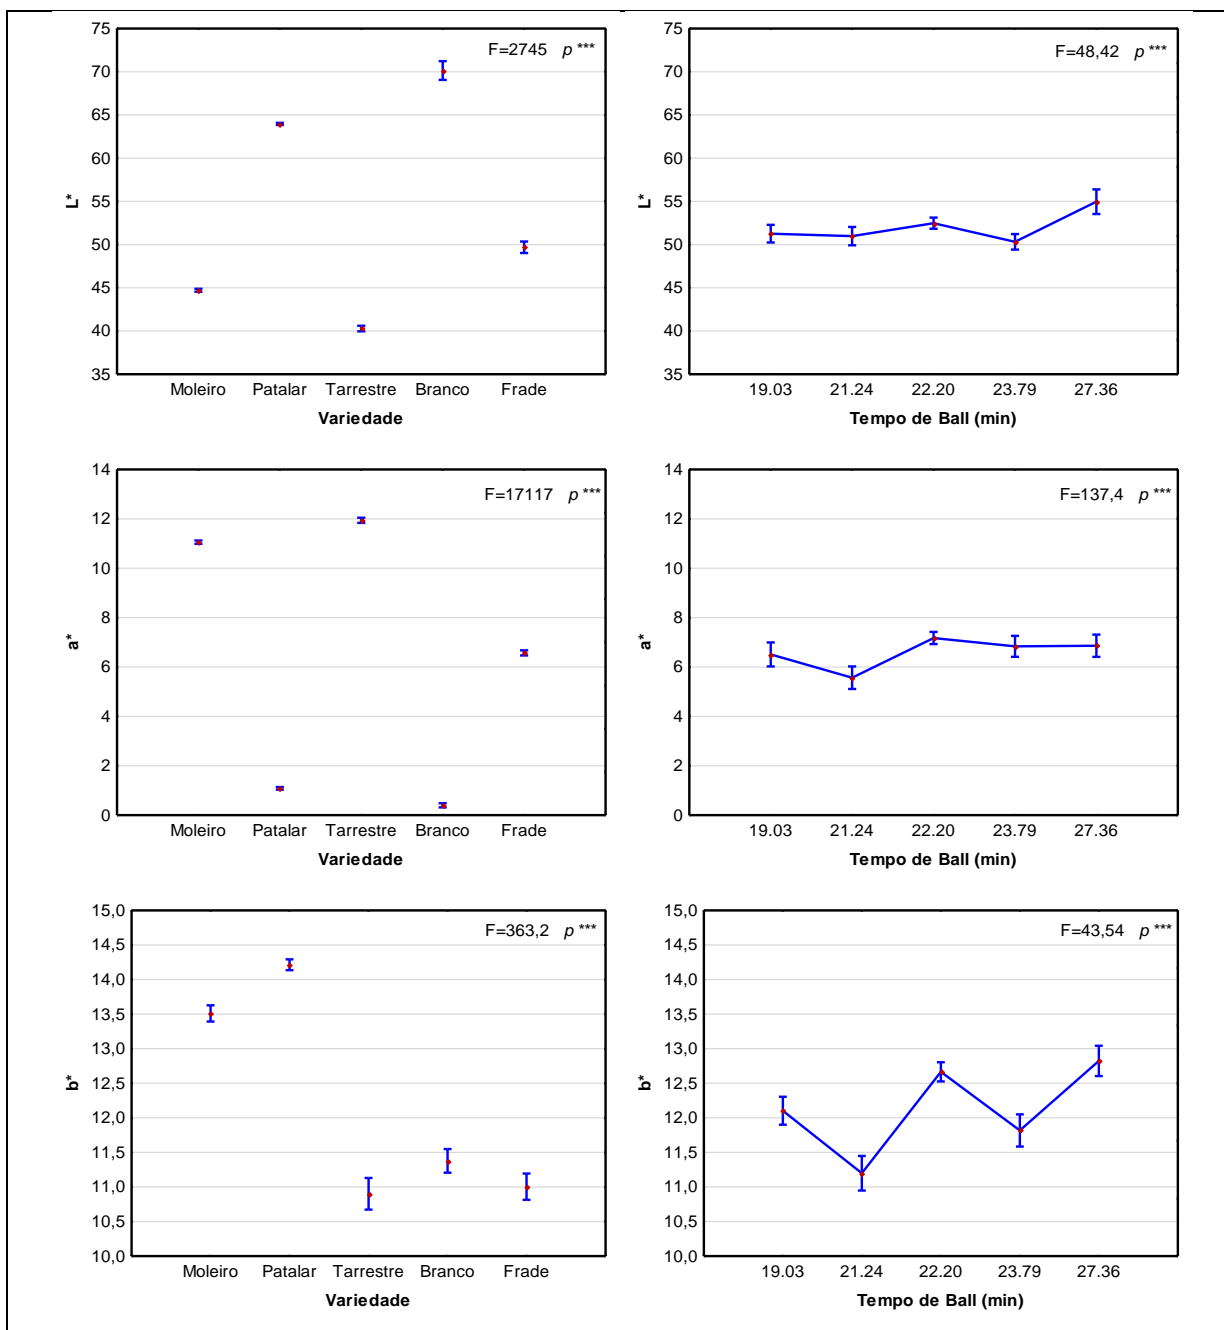 F=2745 p ***
75
70
65
60
55
50
45
40
35
L*
Moleiro Patalar Tarrestre Branco Frade
Variedade
F=48,42 p ***
75
70
65
60
55
50
45
40
35
L*
19.03 21.24 22.20 23.79 27.36
Tempo de Ball (min)
F=17117 p ***
14
12
10
8
6
4
2
0
a*
Moleiro Patalar Tarrestre Branco Frade
Variedade
F=137,4 p ***
14
12
10
8
6
4
2
0
a*
19.03 21.24 22.20 23.79 27.36
Tempo de Ball (min)
F=363,2 p ***
15,0
14,5
14,0
13,5
13,0
12,5
12,0
11,5
11,0
10,5
10,0
b*
Moleiro Patalar Tarrestre Branco Frade
Variedade
F=43,54 p ***
15,0
14,5
14,0
13,5
13,0
12,5
12,0
11,5
11,0
10,5
10,0
b*
19.03 21.24 22.20 23.79 27.36
Tempo de Ball (min)